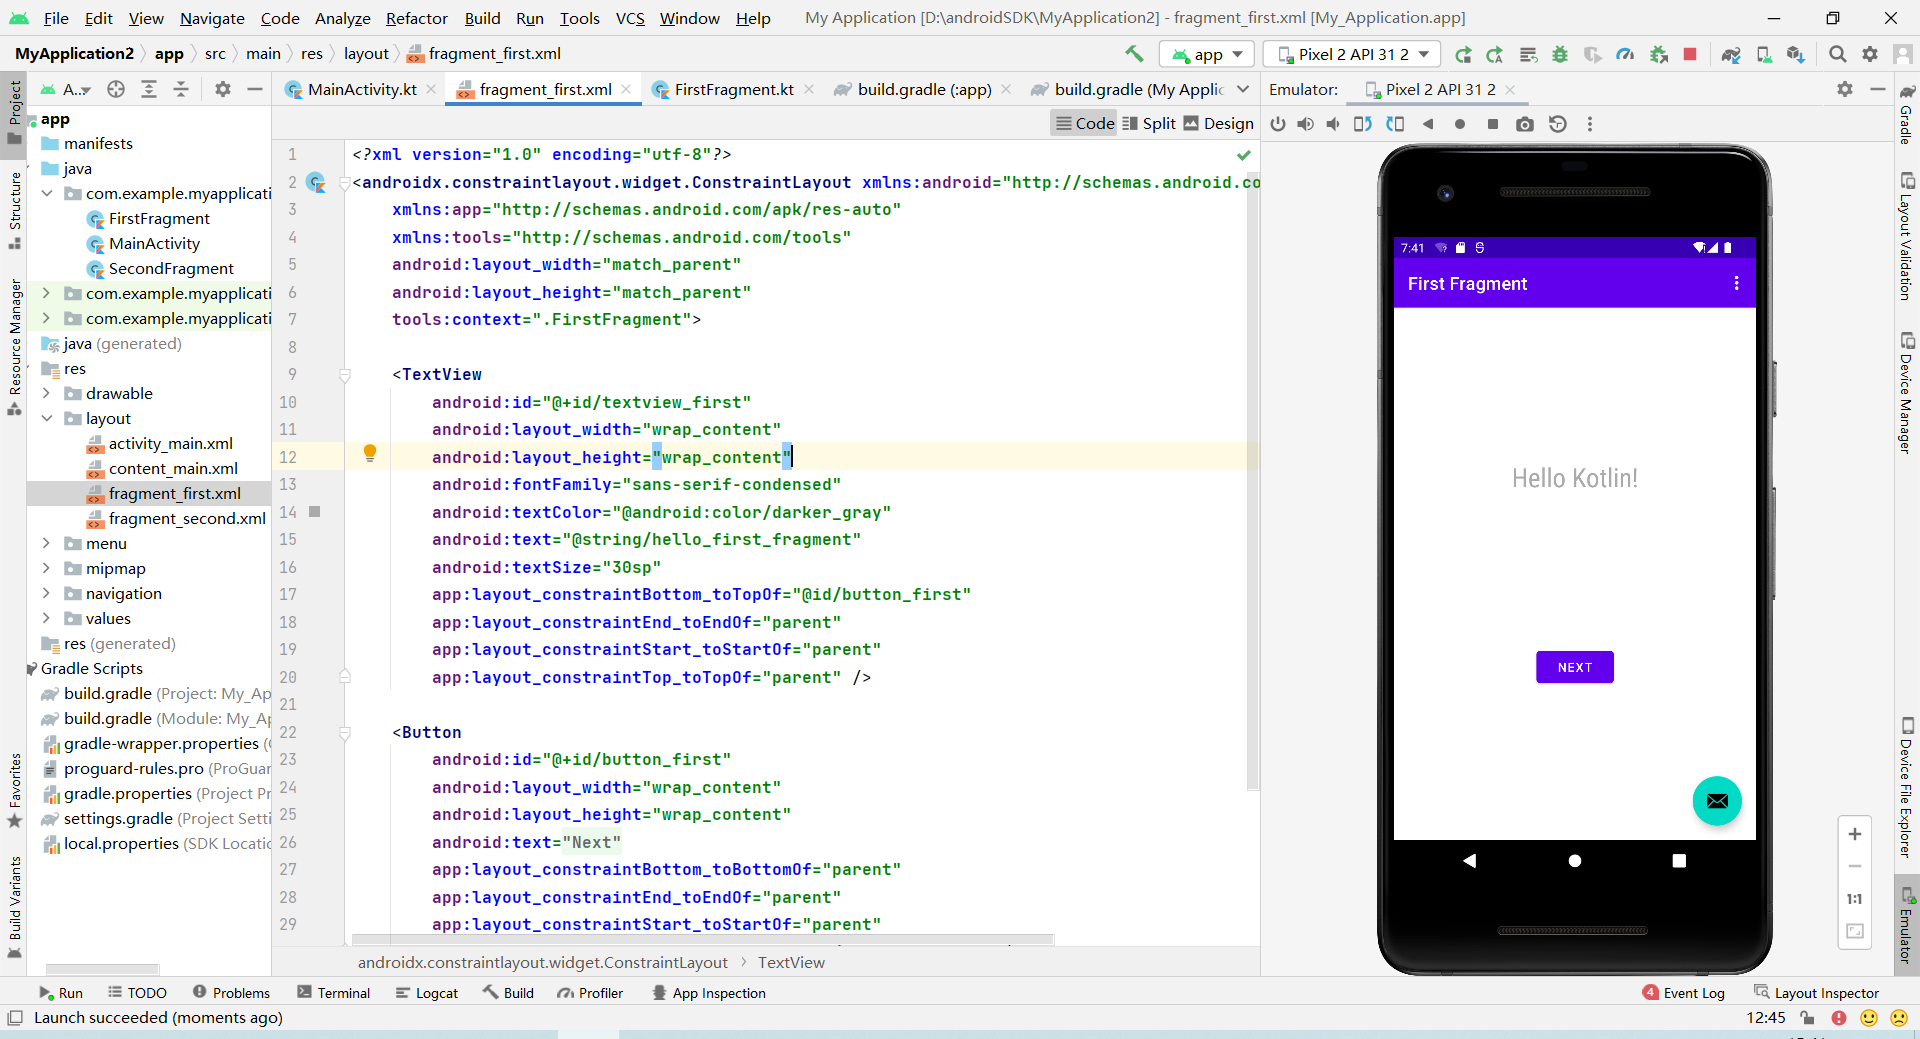 File Edit View Navigate Code Analyze Refactor Build Run Tools VCS Window Help My Application [D:\androidSDK\MyApplication2] - fragment_first.xml [My_Application.app]
MyApplication2 app src main res layout fragment_first.xml app Pixel 2 API 31 2
A... MainActivity.kt fragment_first.xml FirstFragment.kt build.gradle (:app) build.gradle (My Applic Emulator: Pixel 2 API 31 2
Code Split Design
Project
Structure
Resource Manager
Favorites
Build Variants
app
manifests
java
com.example.myapplicati
FirstFragment
MainActivity
SecondFragment
com.example.myapplicati
com.example.myapplicati
java (generated)
res
drawable
layout
activity_main.xml
content_main.xml
fragment_first.xml
fragment_second.xml
menu
mipmap
navigation
values
res (generated)
Gradle Scripts
build.gradle (Project: My_Ap
build.gradle (Module: My_Ap
gradle-wrapper.properties (
proguard-rules.pro (ProGuar
gradle.properties (Project Pr
settings.gradle (Project Setti
local.properties (SDK Locatio
1 <?xml version="1.0" encoding="utf-8"?>
2 <androidx.constraintlayout.widget.ConstraintLayout xmlns:android="http://schemas.android.co
3 xmlns:app="http://schemas.android.com/apk/res-auto"
4 xmlns:tools="http://schemas.android.com/tools"
5 android:layout_width="match_parent"
6 android:layout_height="match_parent"
7 tools:context=".FirstFragment">
8
9 <TextView
10 android:id="@+id/textview_first"
11 android:layout_width="wrap_content"
12 android:layout_height="wrap_content"
13 android:fontFamily="sans-serif-condensed"
14 android:textColor="@android:color/darker_gray"
15 android:text="@string/hello_first_fragment"
16 android:textSize="30sp"
17 app:layout_constraintBottom_toTopOf="@id/button_first"
18 app:layout_constraintEnd_toEndOf="parent"
19 app:layout_constraintStart_toStartOf="parent"
20 app:layout_constraintTop_toTopOf="parent" />
21
22 <Button
23 android:id="@+id/button_first"
24 android:layout_width="wrap_content"
25 android:layout_height="wrap_content"
26 android:text="Next"
27 app:layout_constraintBottom_toBottomOf="parent"
28 app:layout_constraintEnd_toEndOf="parent"
29 app:layout_constraintStart_toStartOf="parent"
androidx.constraintlayout.widget.ConstraintLayout TextView
7:41
First Fragment
Hello Kotlin!
NEXT
1:1
Gradle
Layout Validation
Device Manager
Device File Explorer
Emulator
Run TODO Problems Terminal Logcat Build Profiler App Inspection 4 Event Log Layout Inspector
Launch succeeded (moments ago) 12:45